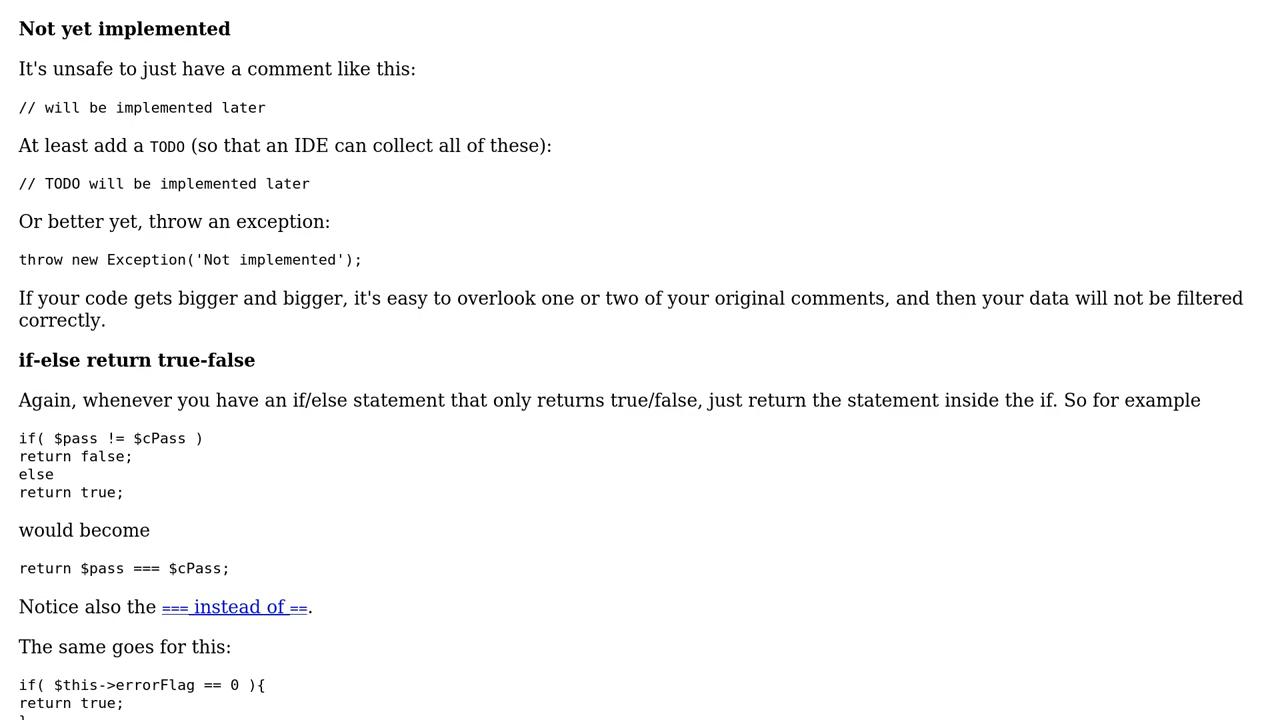 Not yet implemented
It's unsafe to just have a comment like this:
// will be implemented later
At least add a TODO (so that an IDE can collect all of these):
// TODO will be implemented later
Or better yet, throw an exception:
throw new Exception('Not implemented');
If your code gets bigger and bigger, it's easy to overlook one or two of your original comments, and then your data will not be filtered
correctly.
if-else return true-false
Again, whenever you have an if/else statement that only returns true/false, just return the statement inside the if. So for example
if( $pass != $cPass )
return false;
else
return true;
would become
return $pass === $cPass;
Notice also the === instead of ==.
The same goes for this:
if( $this->errorFlag == 0 ){
return true;
}